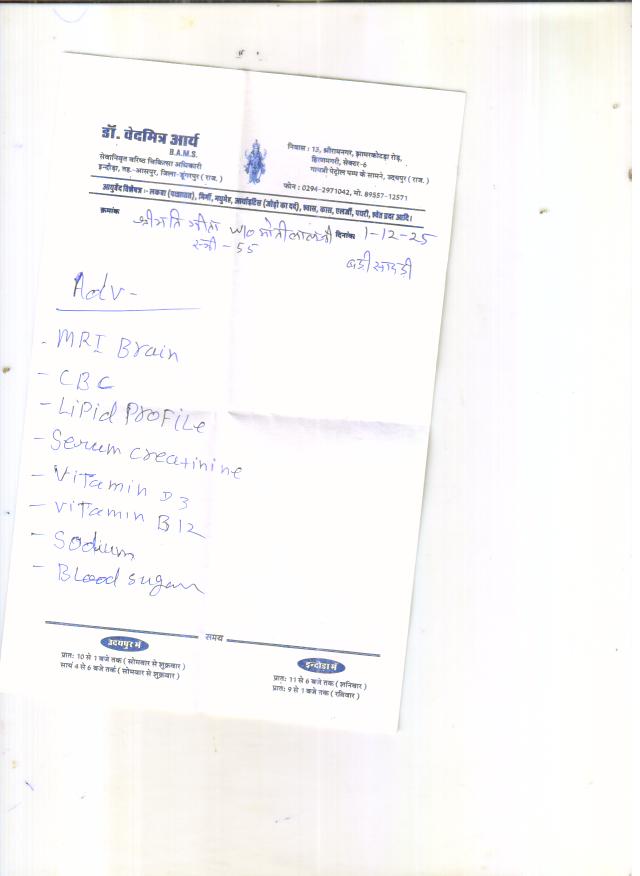 डॉ. वेदमित्र आर्य
B.A.M.S.
सेवानिवृत वरिष्ठ चिकित्सा अधिकारी
इन्दोड़ा, तह.-आसपुर, जिला-डूंगरपुर ( राज. )
निवास : 13, श्रीरामनगर, झामरकोटड़ा रोड़,
हिरणमगरी, सेक्टर-6
गायत्री पेट्रोल पम्प के सामने, उदयपुर ( राज. )
फोन : 0294-2971042, मो. 89557-12571
आयुर्वेद विशेषज्ञ :- लकवा (पक्षाघात), मिर्गी, मधुमेह, आर्थाइटिस (जोड़ो का दर्द), श्वास, कास, एलर्जी, पथरी, श्वेत प्रदर आदि।
क्रमांक श्रीमति गीता w/o मोतीलालजी दिनांक 1-12-25
स्त्री - 55 बडी सादडी
Adv -
- MRI Brain
- CBC
- LiPid PROFiLe
- Serum creatinine
- Vitamin D3
- Vitamin B12
- Sodium
- Blood sugar
समय
उदयपुर में
प्रात: 10 से 1 बजे तक ( सोमवार से शुक्रवार )
सायं 4 से 6 बजे तक ( सोमवार से शुक्रवार )
इन्दोड़ा में
प्रात: 11 से 6 बजे तक ( शनिवार )
प्रात: 9 से 1 बजे तक ( रविवार )